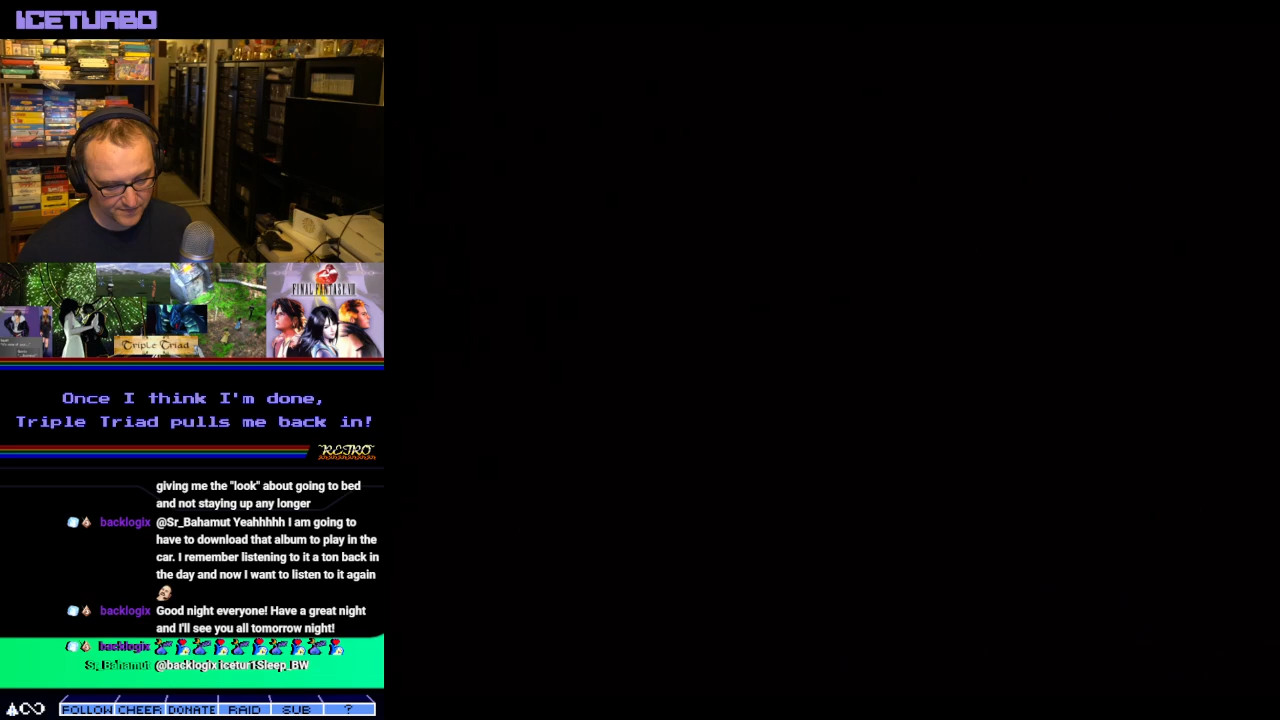 ICETURBO
FINAL FANTASY VIII
Triple Triad
Once I think I'm done,
Triple Triad pulls me back in!
RETRO
giving me the "look" about going to bed
and not staying up any longer
backlogix @Sr_Bahamut Yeahhhhh I am going to
have to download that album to play in the
car. I remember listening to it a ton back in
the day and now I want to listen to it again
backlogix Good night everyone! Have a great night
and I'll see you all tomorrow night!
backlogix
Sr_Bahamut @backlogix icetur1Sleep_BW
FOLLOW CHEER DONATE RAID SUB ?